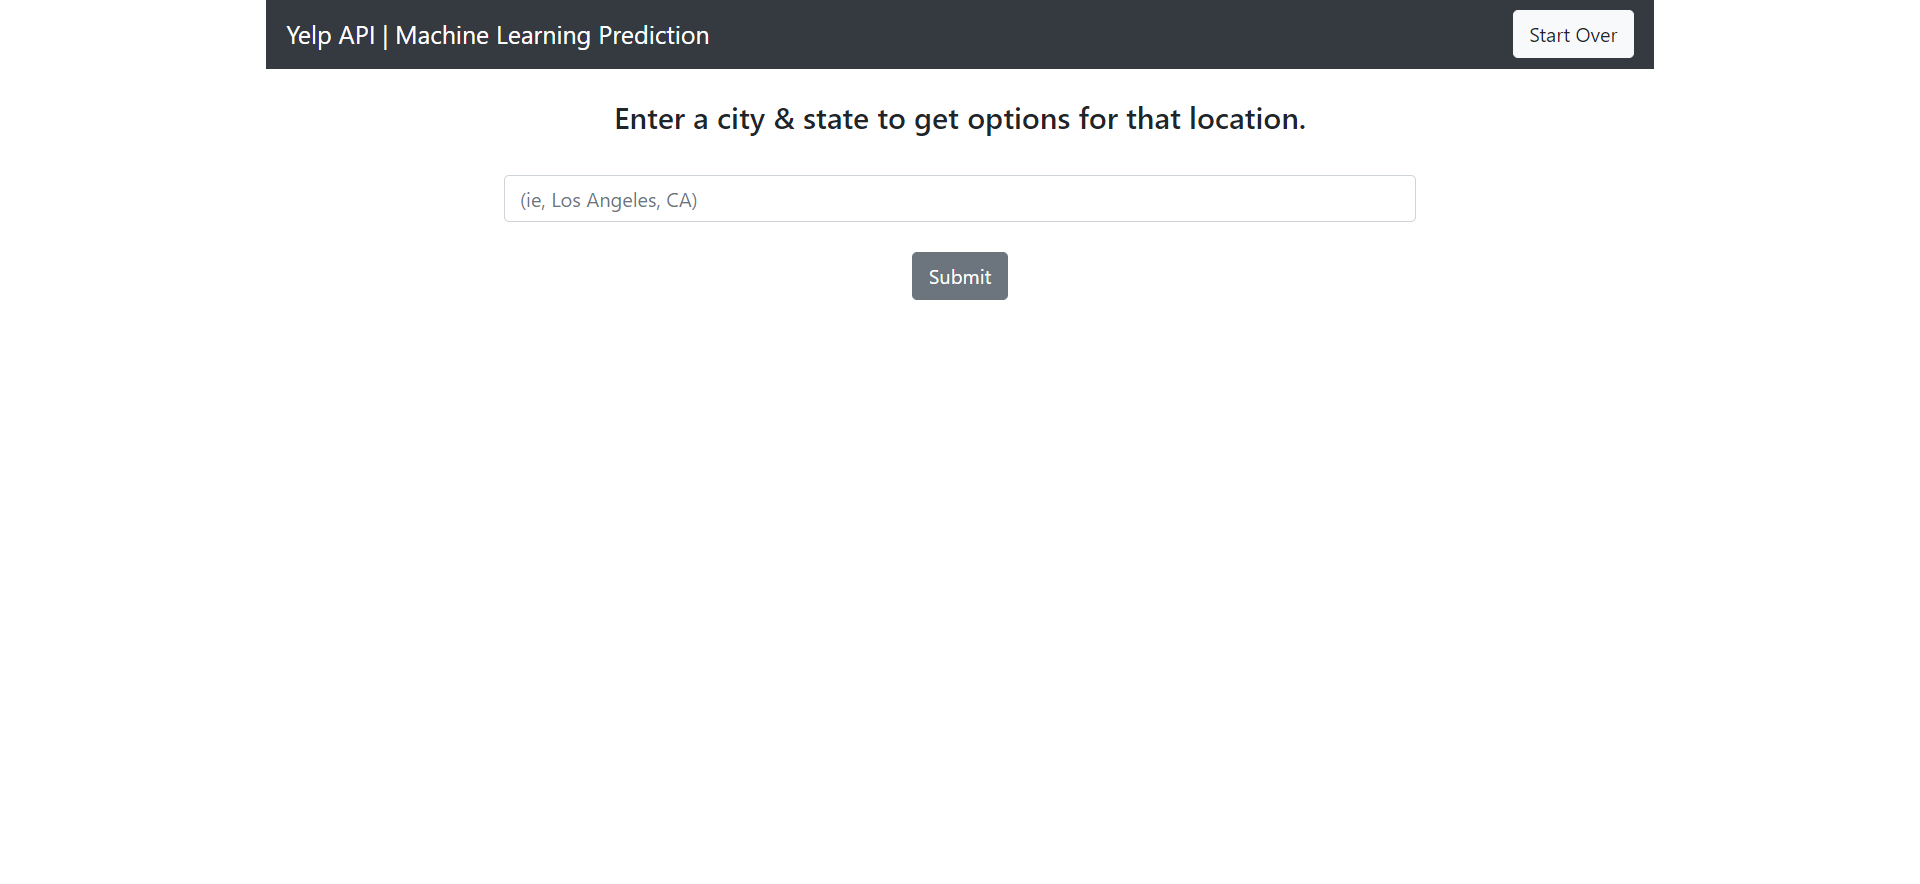 Yelp API | Machine Learning Prediction
Start Over
Enter a city & state to get options for that location.
(ie, Los Angeles, CA)
Submit